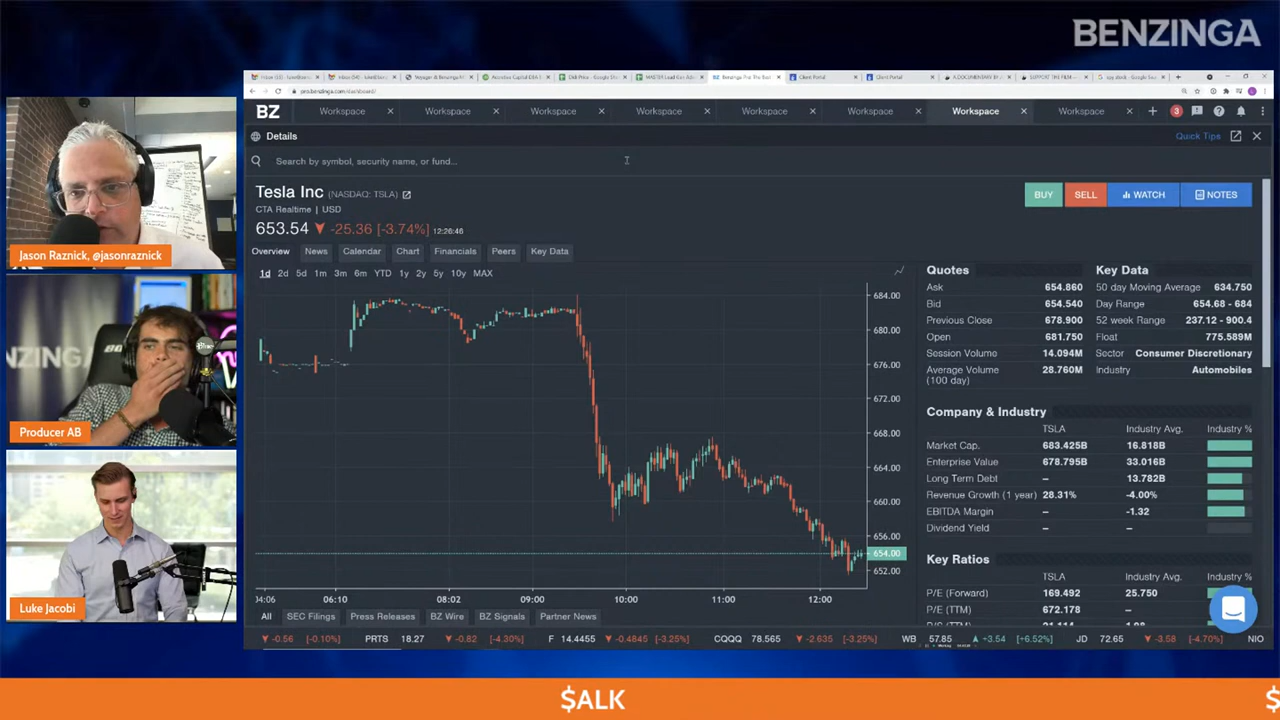 BENZINGA
BZ
Workspace
Workspace
Workspace
Workspace
Workspace
Workspace
Workspace
Workspace
3
pro.benzinga.com/dashboard/
Details
Quick Tips
Search by symbol, security name, or fund...
Tesla Inc (NASDAQ: TSLA)
CTA Realtime | USD
653.54 -25.36 [-3.74%] 12:26:46
BUY SELL WATCH NOTES
Overview News Calendar Chart Financials Peers Key Data
1d 2d 5d 1m 3m 6m YTD 1y 2y 5y 10y MAX
684.00
680.00
676.00
672.00
668.00
664.00
660.00
656.00
654.00
652.00
06:10 08:02 09:00 10:00 11:00 12:00
All SEC Filings Press Releases BZ Wire BZ Signals Partner News
Quotes
Ask 654.860
Bid 654.540
Previous Close 678.900
Open 681.750
Session Volume 14.094M
Average Volume (100 day) 28.760M
Key Data
50 day Moving Average 634.750
Day Range 654.68 - 684
52 week Range 237.12 - 900.4
Float 775.589M
Sector Consumer Discretionary
Industry Automobiles
Company & Industry
TSLA Industry Avg. Industry %
Market Cap. 683.425B 16.818B
Enterprise Value 678.795B 33.016B
Long Term Debt – 13.782B
Revenue Growth (1 year) 28.31% -4.00%
EBITDA Margin – -1.32
Dividend Yield – –
Key Ratios
TSLA Industry Avg. Industry %
P/E (Forward) 169.492 25.750
P/E (TTM) 672.178 –
-0.56 [-0.10%] PRTS 18.27 -0.82 [-4.30%] F 14.4455 -0.4845 [-3.25%] CQQQ 78.565 -2.635 [-3.25%] WB 57.85 +3.54 [+6.52%] JD 72.65 -3.58 [-4.70%] NIO
Jason Raznick, @jasonraznick
Producer AB
Luke Jacobi
$ALK
$